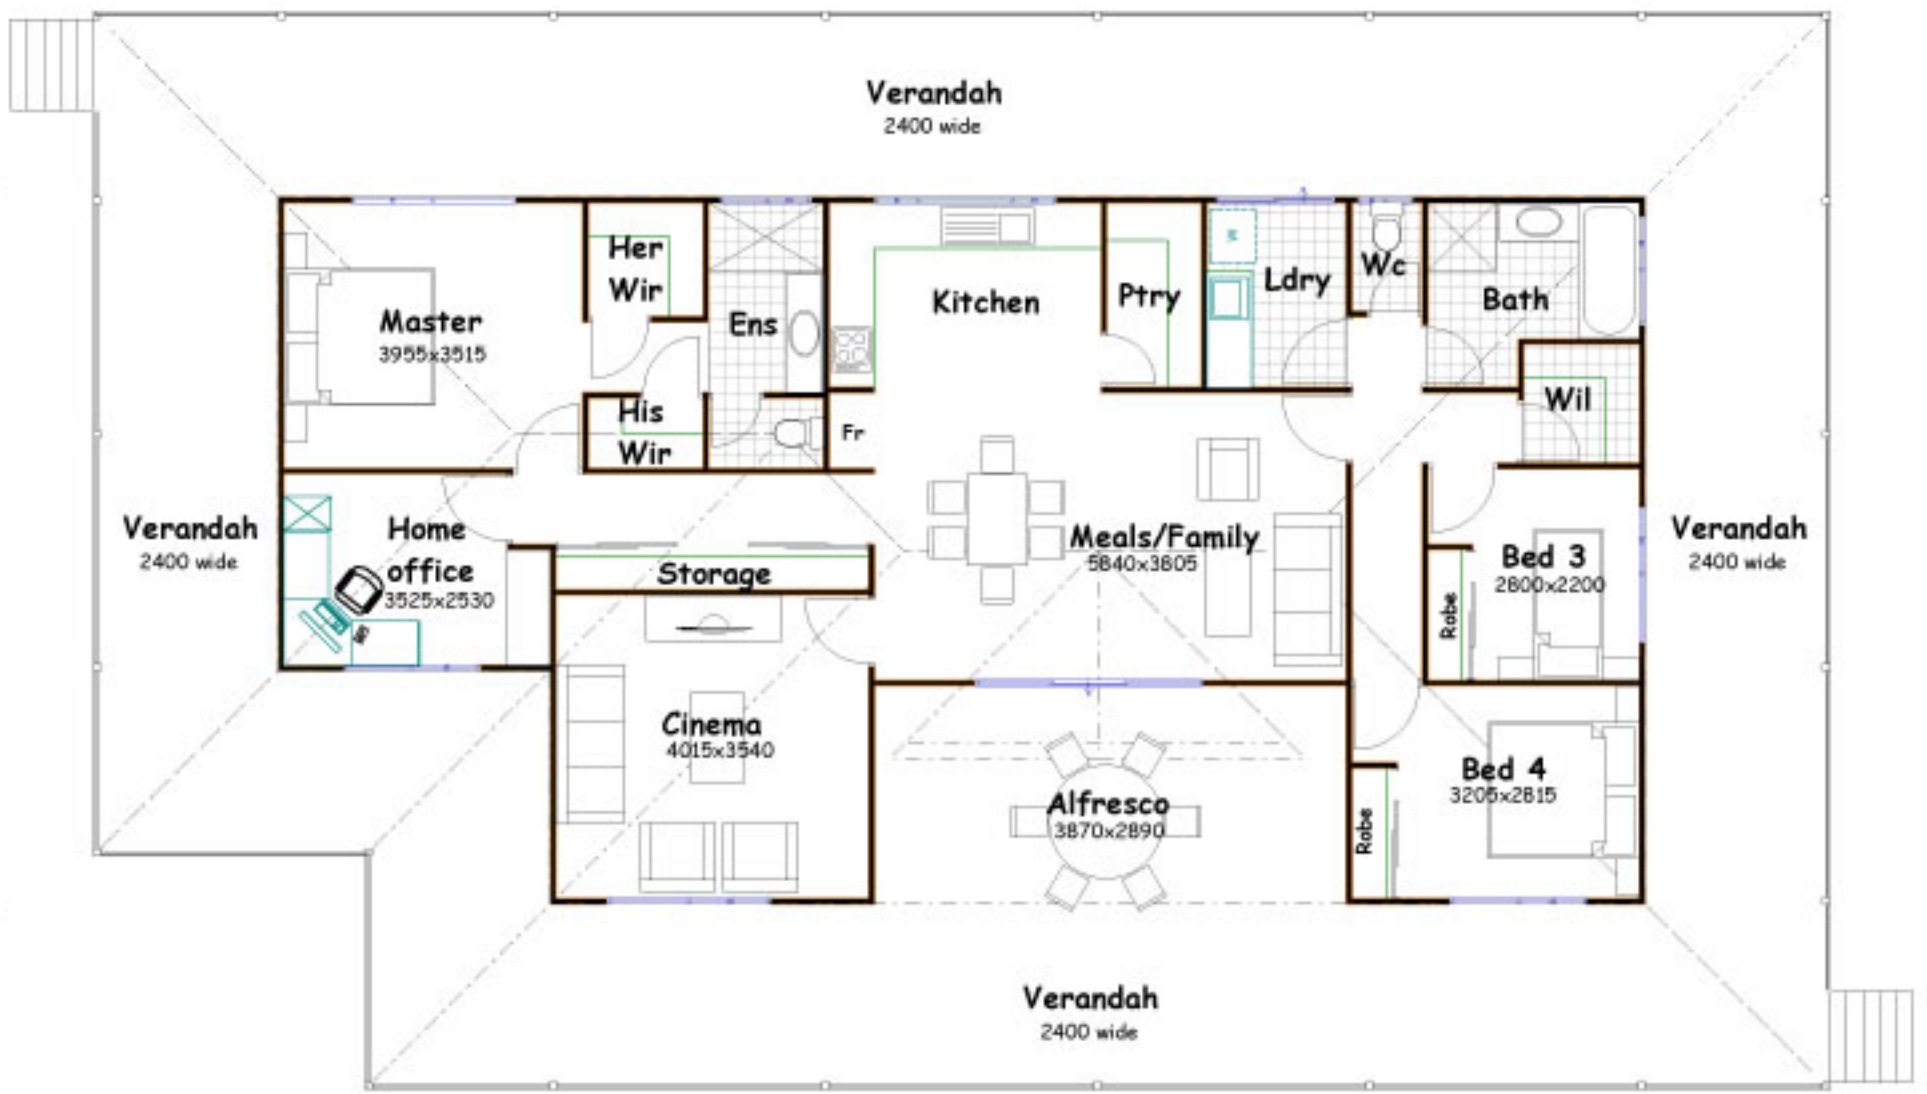 Verandah
2400 wide
Her
Wir
Master
3955x3515
Ens
Kitchen
Ptry
Ldry
Wc
Bath
His
Wir
Fr
Wil
Verandah
2400 wide
Home
office
3525x2530
Storage
Meals/Family
5840x3805
Robe
Bed 3
2800x2200
Verandah
2400 wide
Cinema
4015x3540
Alfresco
3870x2890
Robe
Bed 4
3205x2815
Verandah
2400 wide